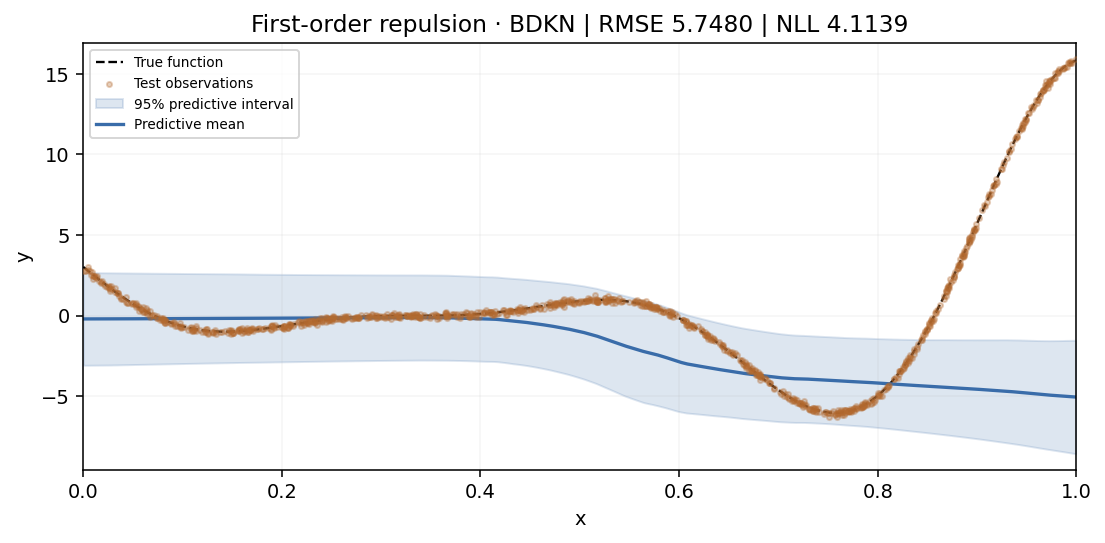 First-order repulsion · BDKN | RMSE 5.7480 | NLL 4.1139
True function
Test observations
95% predictive interval
Predictive mean
y
15
10
5
0
−5
0.0 0.2 0.4 0.6 0.8 1.0
x